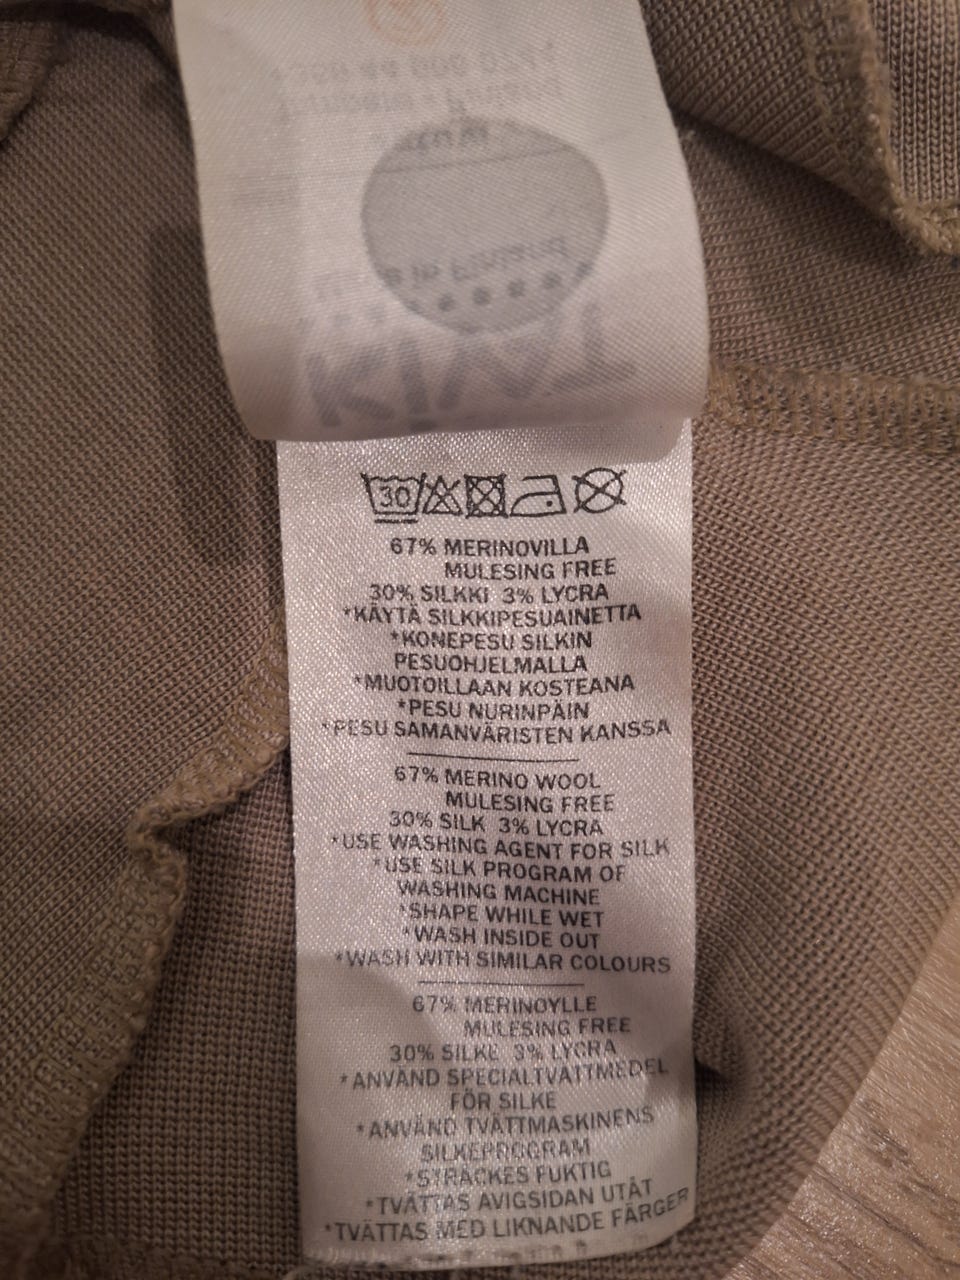 30
67% MERINOVILLA
MULESING FREE
30% SILKKI 3% LYCRA
*KÄYTÄ SILKKIPESUAINETTA
*KONEPESU SILKIN
PESUOHJELMALLA
*MUOTOILLAAN KOSTEANA
*PESU NURINPÄIN
*PESU SAMANVÄRISTEN KANSSA
67% MERINO WOOL
MULESING FREE
30% SILK 3% LYCRA
*USE WASHING AGENT FOR SILK
*USE SILK PROGRAM OF
WASHING MACHINE
*SHAPE WHILE WET
*WASH INSIDE OUT
*WASH WITH SIMILAR COLOURS
67% MERINOYLLE
MULESING FREE
30% SILKE 3% LYCRA
*ANVÄND SPECIALTVÄTTMEDEL
FÖR SILKE
*ANVÄND TVÄTTMASKINENS
SILKEPROGRAM
*STRÄCKES FUKTIG
*TVÄTTAS AVIGSIDAN UTÅT
*TVÄTTAS MED LIKNANDE FÄRGER